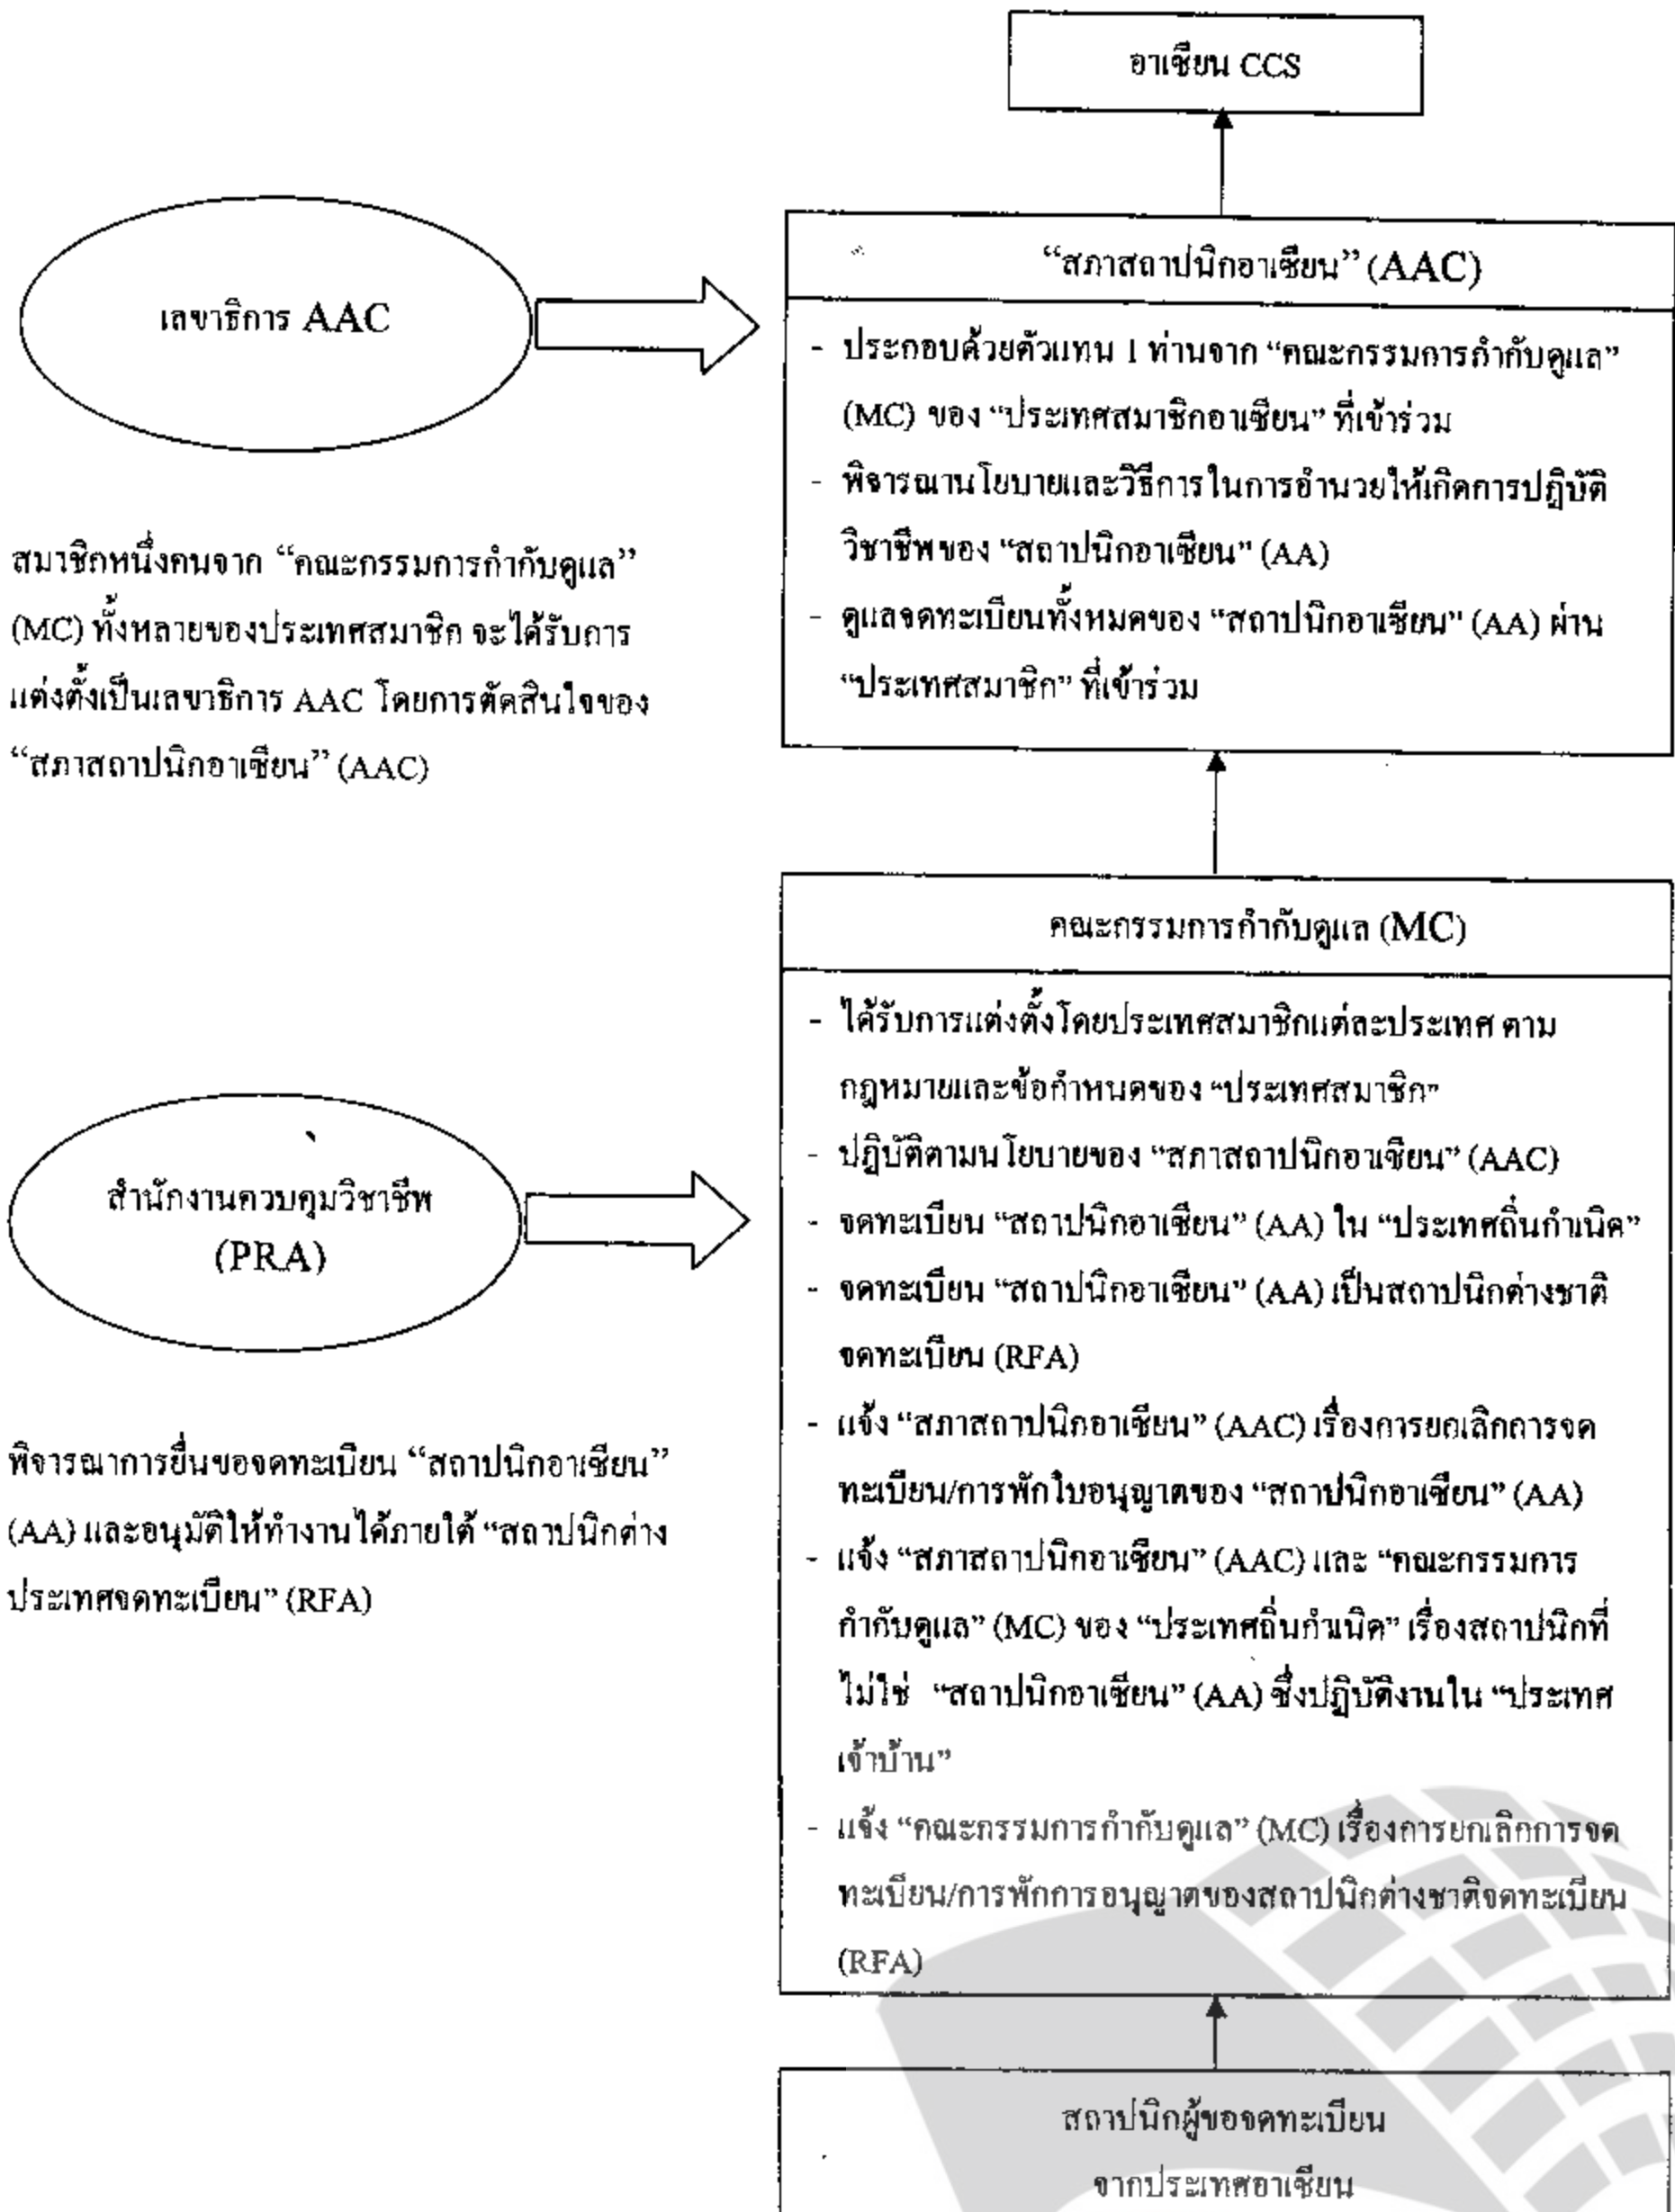 อาเซียน CCS
เลขาธิการ AAC
สมาชิกหนึ่งคนจาก “คณะกรรมการกำกับดูแล”
(MC) ทั้งหลายของประเทศสมาชิก จะได้รับการ
แต่งตั้งเป็นเลขาธิการ AAC โดยการตัดสินใจของ
“สภาสถาปนิกอาเซียน” (AAC)
“สภาสถาปนิกอาเซียน” (AAC)
- ประกอบด้วยตัวแทน 1 ท่านจาก “คณะกรรมการกำกับดูแล”
(MC) ของ “ประเทศสมาชิกอาเซียน” ที่เข้าร่วม
- พิจารณานโยบายและวิธีการในการอำนวยให้เกิดการปฏิบัติ
วิชาชีพของ “สถาปนิกอาเซียน” (AA)
- ดูแลจดทะเบียนทั้งหมดของ “สถาปนิกอาเซียน” (AA) ผ่าน
“ประเทศสมาชิก” ที่เข้าร่วม
สำนักงานควบคุมวิชาชีพ
(PRA)
พิจารณาการยื่นขอจดทะเบียน “สถาปนิกอาเซียน”
(AA) และอนุมัติให้ทำงานได้ภายใต้ “สถาปนิกต่าง
ประเทศจดทะเบียน” (RFA)
คณะกรรมการกำกับดูแล (MC)
- ได้รับการแต่งตั้งโดยประเทศสมาชิกแต่ละประเทศ ตาม
กฎหมายและข้อกำหนดของ “ประเทศสมาชิก”
- ปฏิบัติตามนโยบายของ “สภาสถาปนิกอาเซียน” (AAC)
- จดทะเบียน “สถาปนิกอาเซียน” (AA) ใน “ประเทศถิ่นกำเนิด”
- จดทะเบียน “สถาปนิกอาเซียน” (AA) เป็นสถาปนิกต่างชาติ
จดทะเบียน (RFA)
- แจ้ง “สภาสถาปนิกอาเซียน” (AAC) เรื่องการยกเลิกการจด
ทะเบียน/การพักใบอนุญาตของ “สถาปนิกอาเซียน” (AA)
- แจ้ง “สภาสถาปนิกอาเซียน” (AAC) และ “คณะกรรมการ
กำกับดูแล” (MC) ของ “ประเทศถิ่นกำเนิด” เรื่องสถาปนิกที่
ไม่ใช่ “สถาปนิกอาเซียน” (AA) ซึ่งปฏิบัติงานใน “ประเทศ
เจ้าบ้าน”
- แจ้ง “คณะกรรมการกำกับดูแล” (MC) เรื่องการยกเลิกการจด
ทะเบียน/การพักการอนุญาตของสถาปนิกต่างชาติจดทะเบียน
(RFA)
สถาปนิกผู้ขอจดทะเบียน
จากประเทศอาเซียน